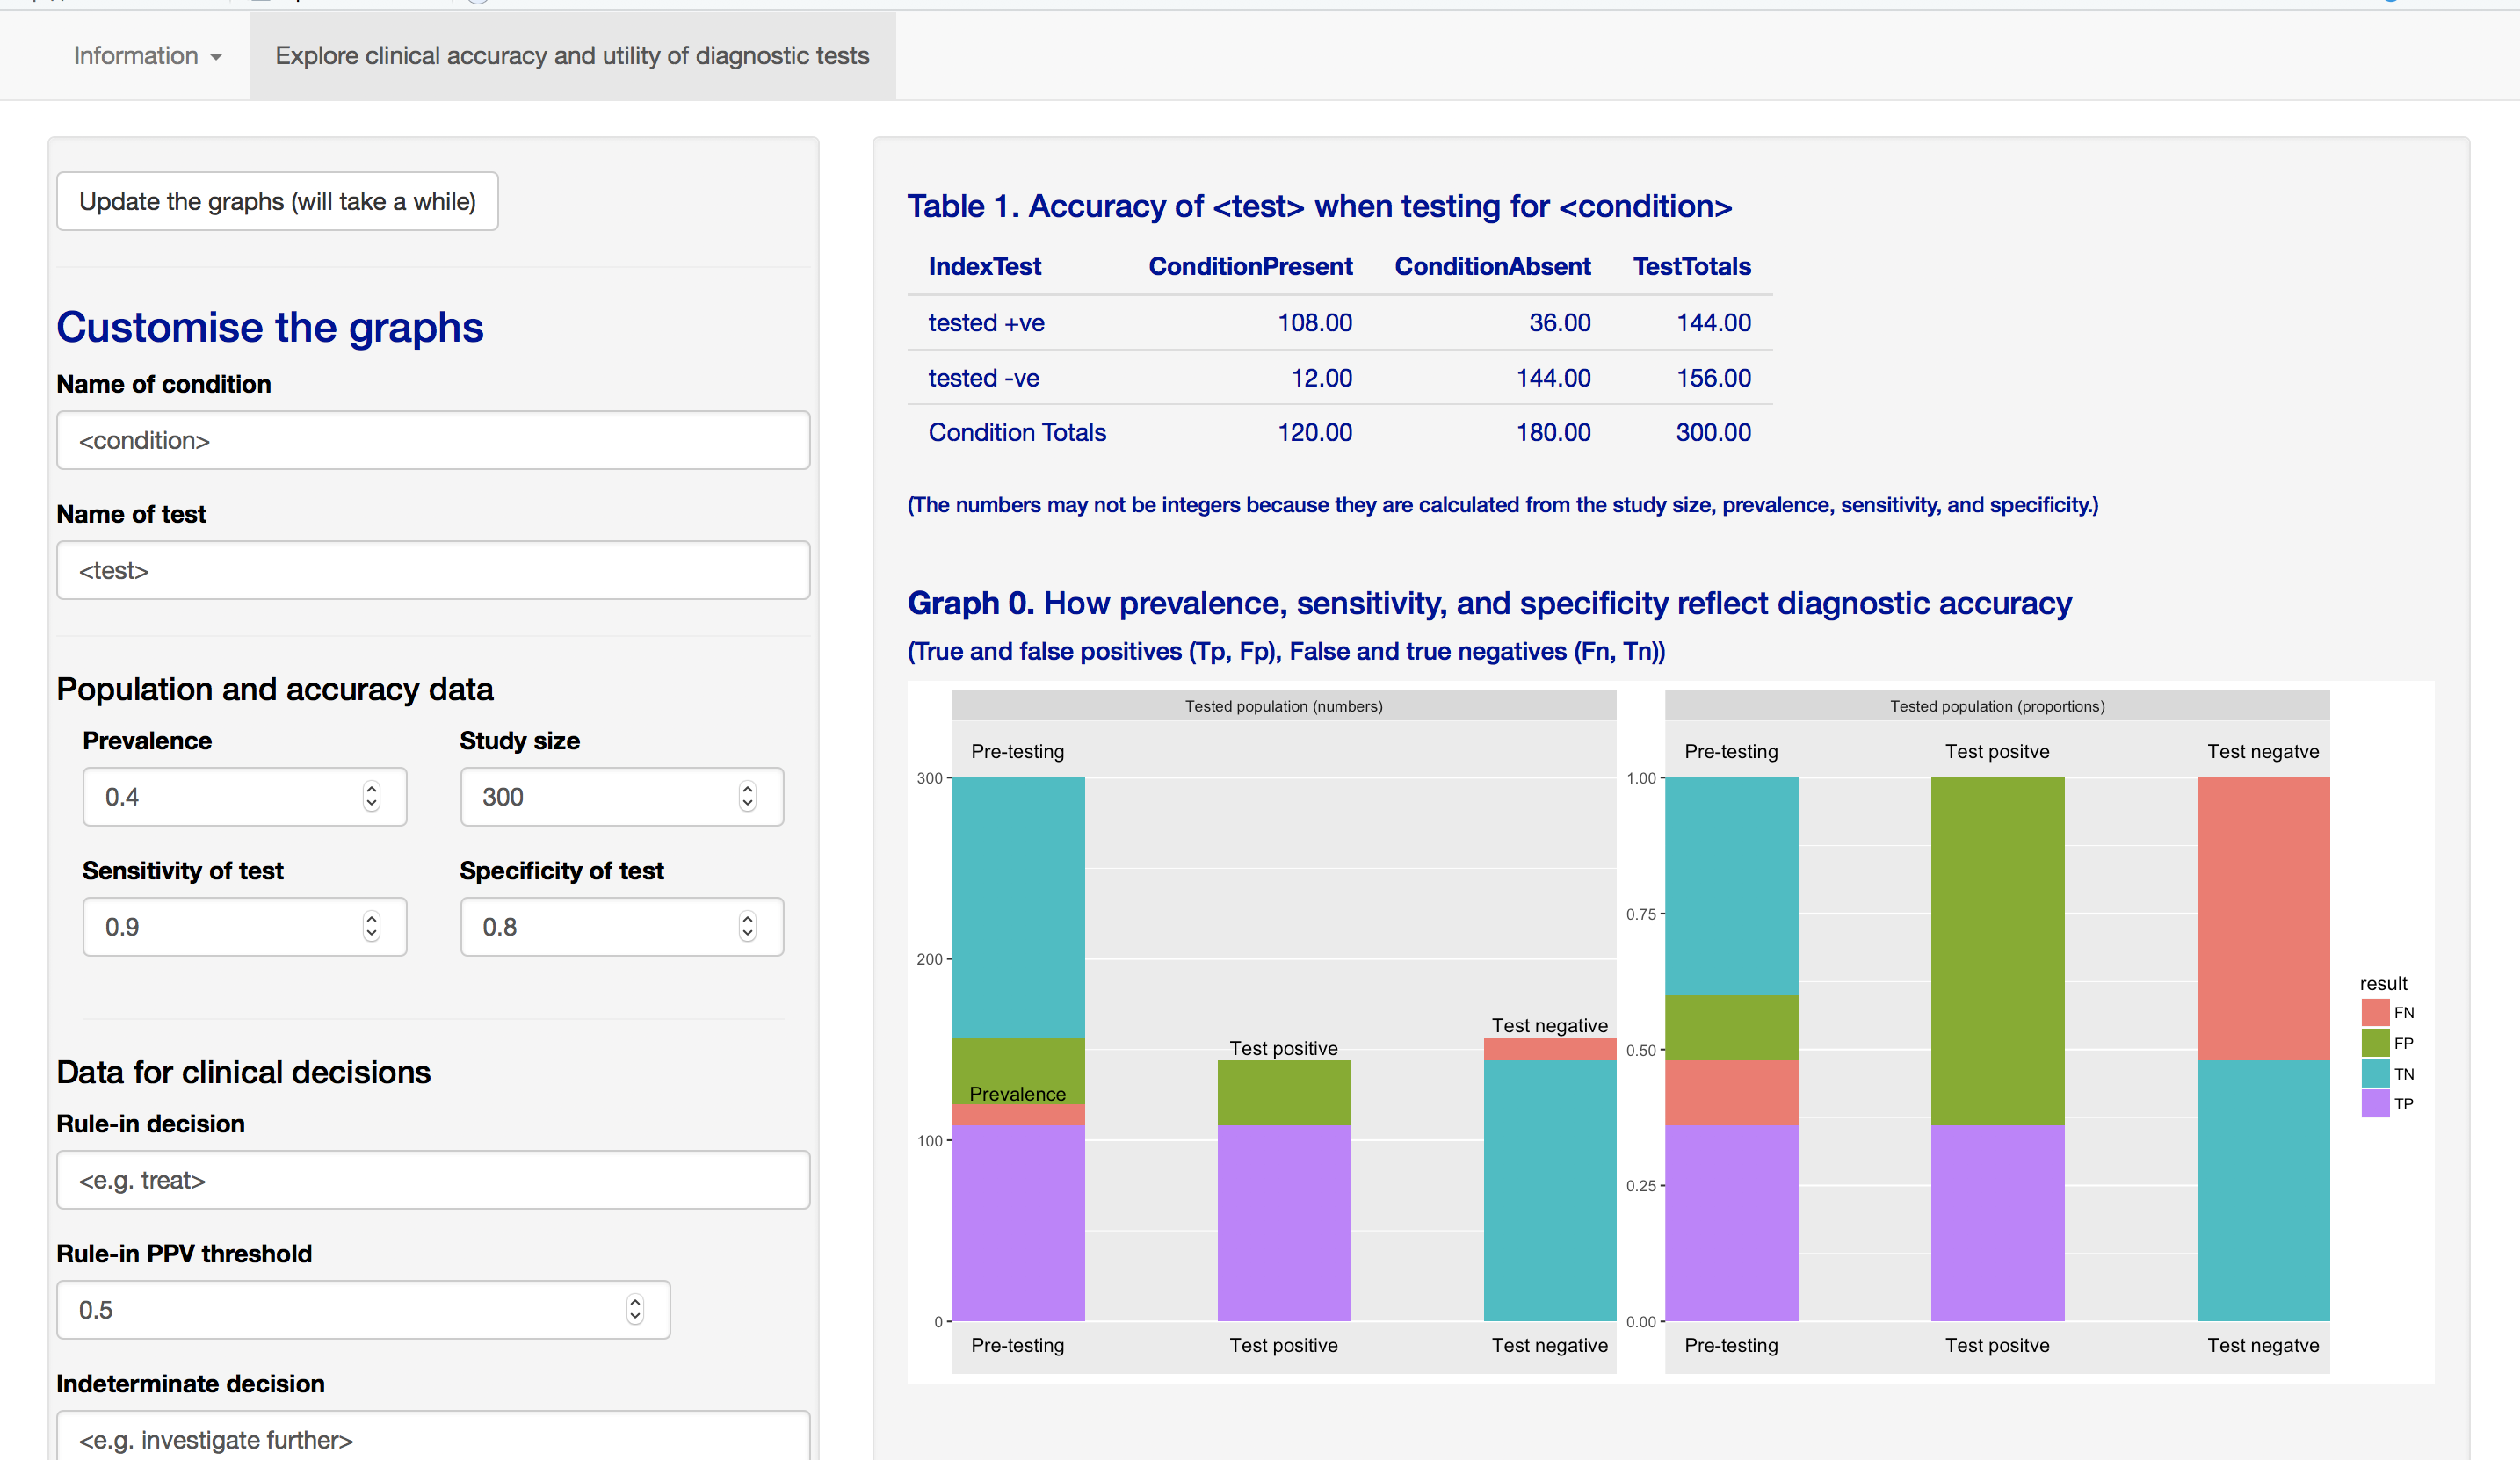 Information
Explore clinical accuracy and utility of diagnostic tests
Update the graphs (will take a while)
Customise the graphs
Name of condition
<condition>
Name of test
<test>
Population and accuracy data
Prevalence Study size
0.4 300
Sensitivity of test Specificity of test
0.9 0.8
Data for clinical decisions
Rule-in decision
<e.g. treat>
Rule-in PPV threshold
0.5
Indeterminate decision
<e.g. investigate further>
Table 1. Accuracy of <test> when testing for <condition>
IndexTest ConditionPresent ConditionAbsent TestTotals
tested +ve 108.00 36.00 144.00
tested -ve 12.00 144.00 156.00
Condition Totals 120.00 180.00 300.00
(The numbers may not be integers because they are calculated from the study size, prevalence, sensitivity, and specificity.)
Graph 0. How prevalence, sensitivity, and specificity reflect diagnostic accuracy
(True and false positives (Tp, Fp), False and true negatives (Fn, Tn))
Tested population (numbers)
Pre-testing
300
200
100
0
Test negative
Test positive
Prevalence
Pre-testing Test positive Test negative
Tested population (proportions)
Pre-testing Test positve Test negatve
1.00
0.75
0.50
0.25
0.00
Pre-testing Test positve Test negatve
result
FN
FP
TN
TP